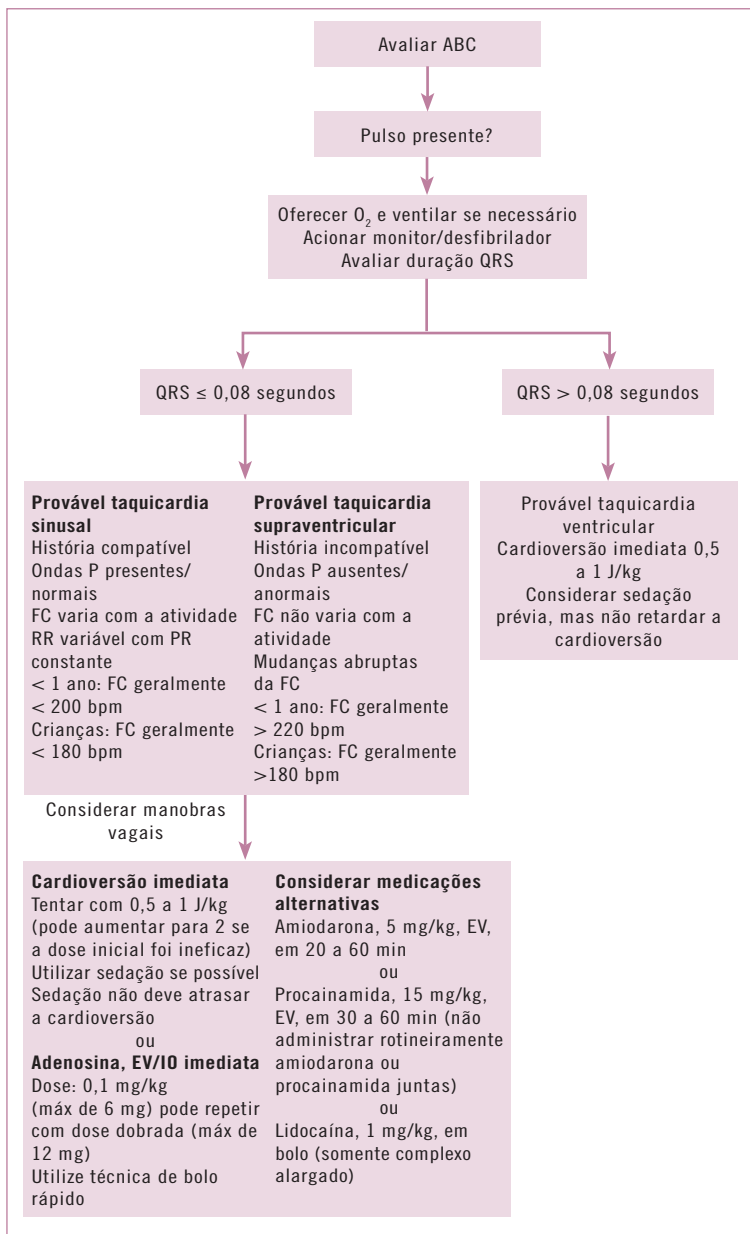 Avaliar ABC
Pulso presente?
Oferecer O₂ e ventilar se necessário
Acionar monitor/desfibrilador
Avaliar duração QRS
QRS ≤ 0,08 segundos
QRS > 0,08 segundos
Provável taquicardia
sinusal
História compatível
Ondas P presentes/
normais
FC varia com a atividade
RR variável com PR
constante
< 1 ano: FC geralmente
< 200 bpm
Crianças: FC geralmente
< 180 bpm
Provável taquicardia
supraventricular
História incompatível
Ondas P ausentes/
anormais
FC não varia com a
atividade
Mudanças abruptas
da FC
< 1 ano: FC geralmente
> 220 bpm
Crianças: FC geralmente
>180 bpm
Provável taquicardia
ventricular
Cardioversão imediata 0,5
a 1 J/kg
Considerar sedação
prévia, mas não retardar a
cardioversão
Considerar manobras
vagais
Cardioversão imediata
Tentar com 0,5 a 1 J/kg
(pode aumentar para 2 se
a dose inicial foi ineficaz)
Utilizar sedação se possível
Sedação não deve atrasar
a cardioversão
ou
Adenosina, EV/IO imediata
Dose: 0,1 mg/kg
(máx de 6 mg) pode repetir
com dose dobrada (máx de
12 mg)
Utilize técnica de bolo
rápido
Considerar medicações
alternativas
Amiodarona, 5 mg/kg, EV,
em 20 a 60 min
ou
Procainamida, 15 mg/kg,
EV, em 30 a 60 min (não
administrar rotineiramente
amiodarona ou
procainamida juntas)
ou
Lidocaína, 1 mg/kg, em
bolo (somente complexo
alargado)